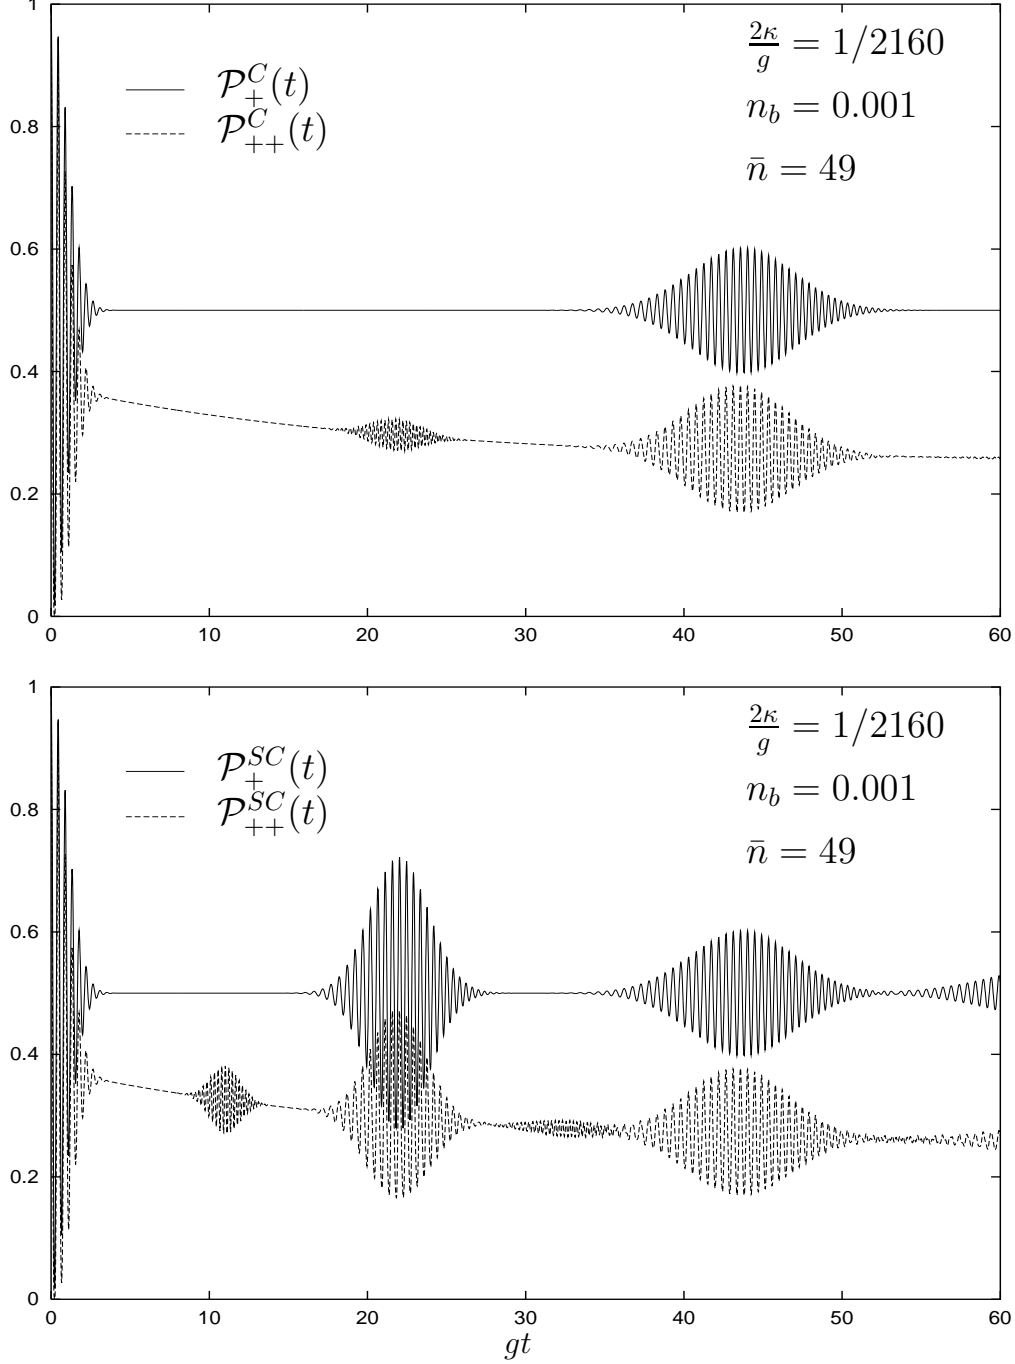 1
0.8
0.6
0.4
0.2
0
𝒫₊^C(t)
𝒫₊₊^C(t)
2κ/g = 1/2160
n_b = 0.001
n̄ = 49
0 10 20 30 40 50 60
1
0.8
0.6
0.4
0.2
0
𝒫₊^{SC}(t)
𝒫₊₊^{SC}(t)
2κ/g = 1/2160
n_b = 0.001
n̄ = 49
0 10 20 30 40 50 60
gt